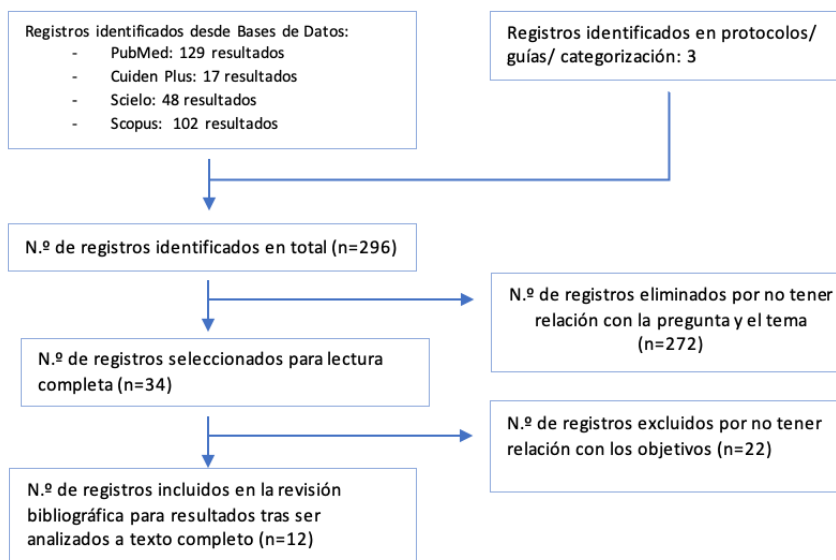 Registros identificados desde Bases de Datos:
- PubMed: 129 resultados
- Cuiden Plus: 17 resultados
- Scielo: 48 resultados
- Scopus: 102 resultados
Registros identificados en protocolos/
guías/ categorización: 3
N.º de registros identificados en total (n=296)
N.º de registros eliminados por no tener
relación con la pregunta y el tema
(n=272)
N.º de registros seleccionados para lectura
completa (n=34)
N.º de registros excluidos por no tener
relación con los objetivos (n=22)
N.º de registros incluidos en la revisión
bibliográfica para resultados tras ser
analizados a texto completo (n=12)